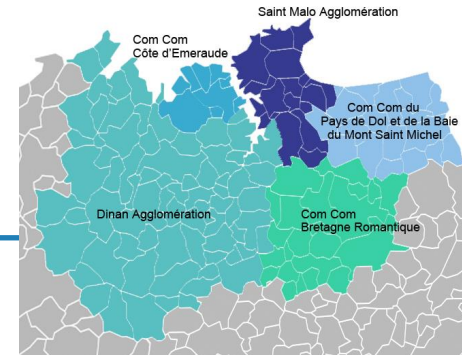 Saint Malo Agglomération
Com Com
Côte d'Emeraude
Com Com du
Pays de Dol et de la Baie
du Mont Saint Michel
Dinan Agglomération
Com Com
Bretagne Romantique